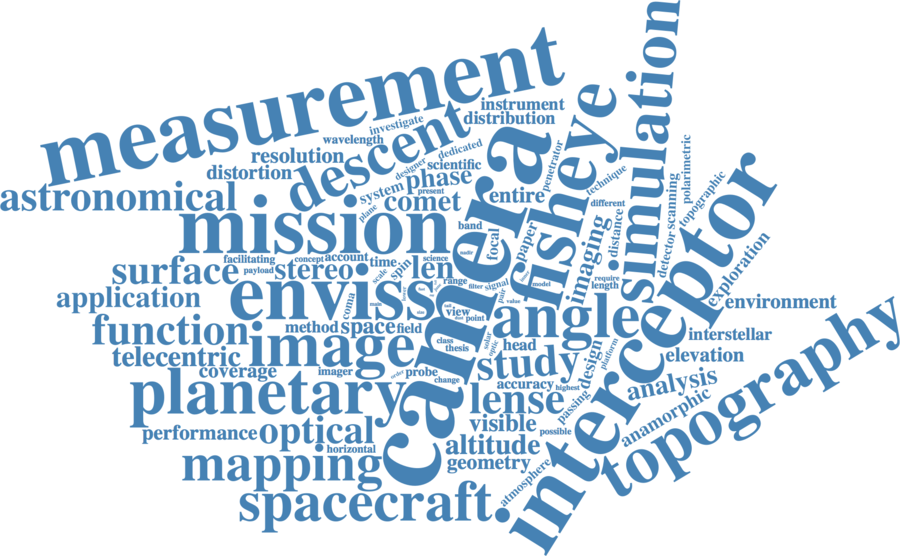 measurement
simulation
instrument
distribution
investigate
wavelength
descent
fisheye
resolution
distortion
dedicated
designer
scientific
penetrator
technique
scanning
polarimetric
astronomical
system
phase
present
plane
comet
entire
different
topographic
mission
camera
band
focal
paper
imaging
distance
detector
interceptor
surface
facilitating
concept
account
time
spin
science
payload
stereo
scale
len
range
filter
signal
model
require
length
exploration
application
enviss
coma
main
view
point
value
pair
angle
environment
function
method
space
field
image
class
thesis
solar
optic
head
design
platform
interstellar
telecentric
coverage
imager
order
probe
change
study
accuracy
highest
passing
elevation
analysis
planetary
lense
anamorphic
topography
performance
optical
horizontal
visible
possible
altitude
mapping
geometry
atmosphere
spacecraft.